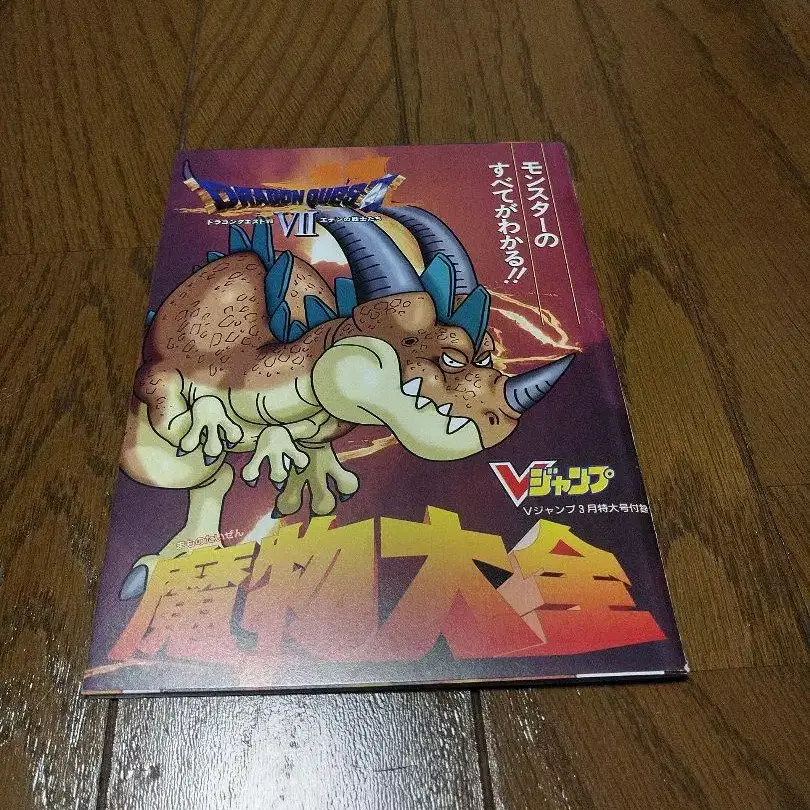 モンスターの
すべてがわかる!!
DRAGON QUEST
VII
ドラゴンクエストVII エデンの戦士たち
Vジャンプ
Vジャンプ3月特大号付録
まものたいぜん
魔物大全